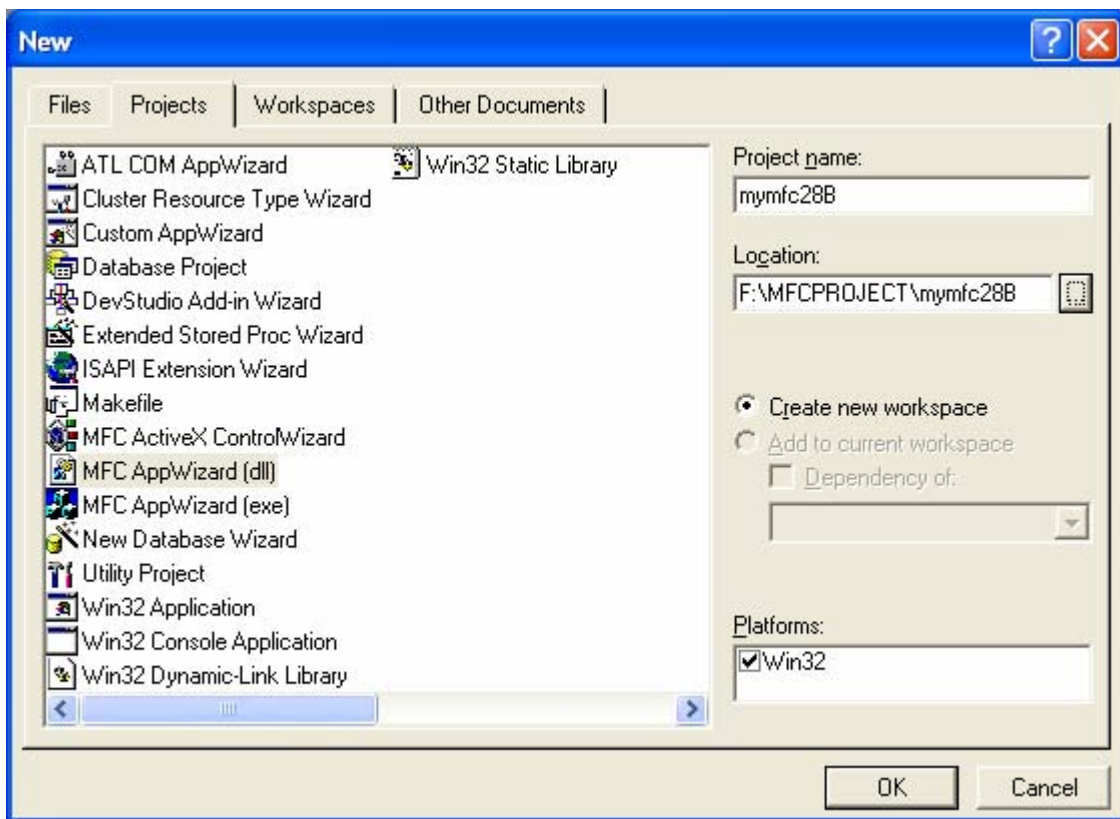 New
Files Projects Workspaces Other Documents
ATL COM AppWizard
Cluster Resource Type Wizard
Custom AppWizard
Database Project
DevStudio Add-in Wizard
Extended Stored Proc Wizard
ISAPI Extension Wizard
Makefile
MFC ActiveX ControlWizard
MFC AppWizard (dll)
MFC AppWizard (exe)
New Database Wizard
Utility Project
Win32 Application
Win32 Console Application
Win32 Dynamic-Link Library
Win32 Static Library
Project name:
mymfc28B
Location:
F:\MFCPROJECT\mymfc28B
Create new workspace
Add to current workspace
Dependency of:
Platforms:
Win32
OK Cancel